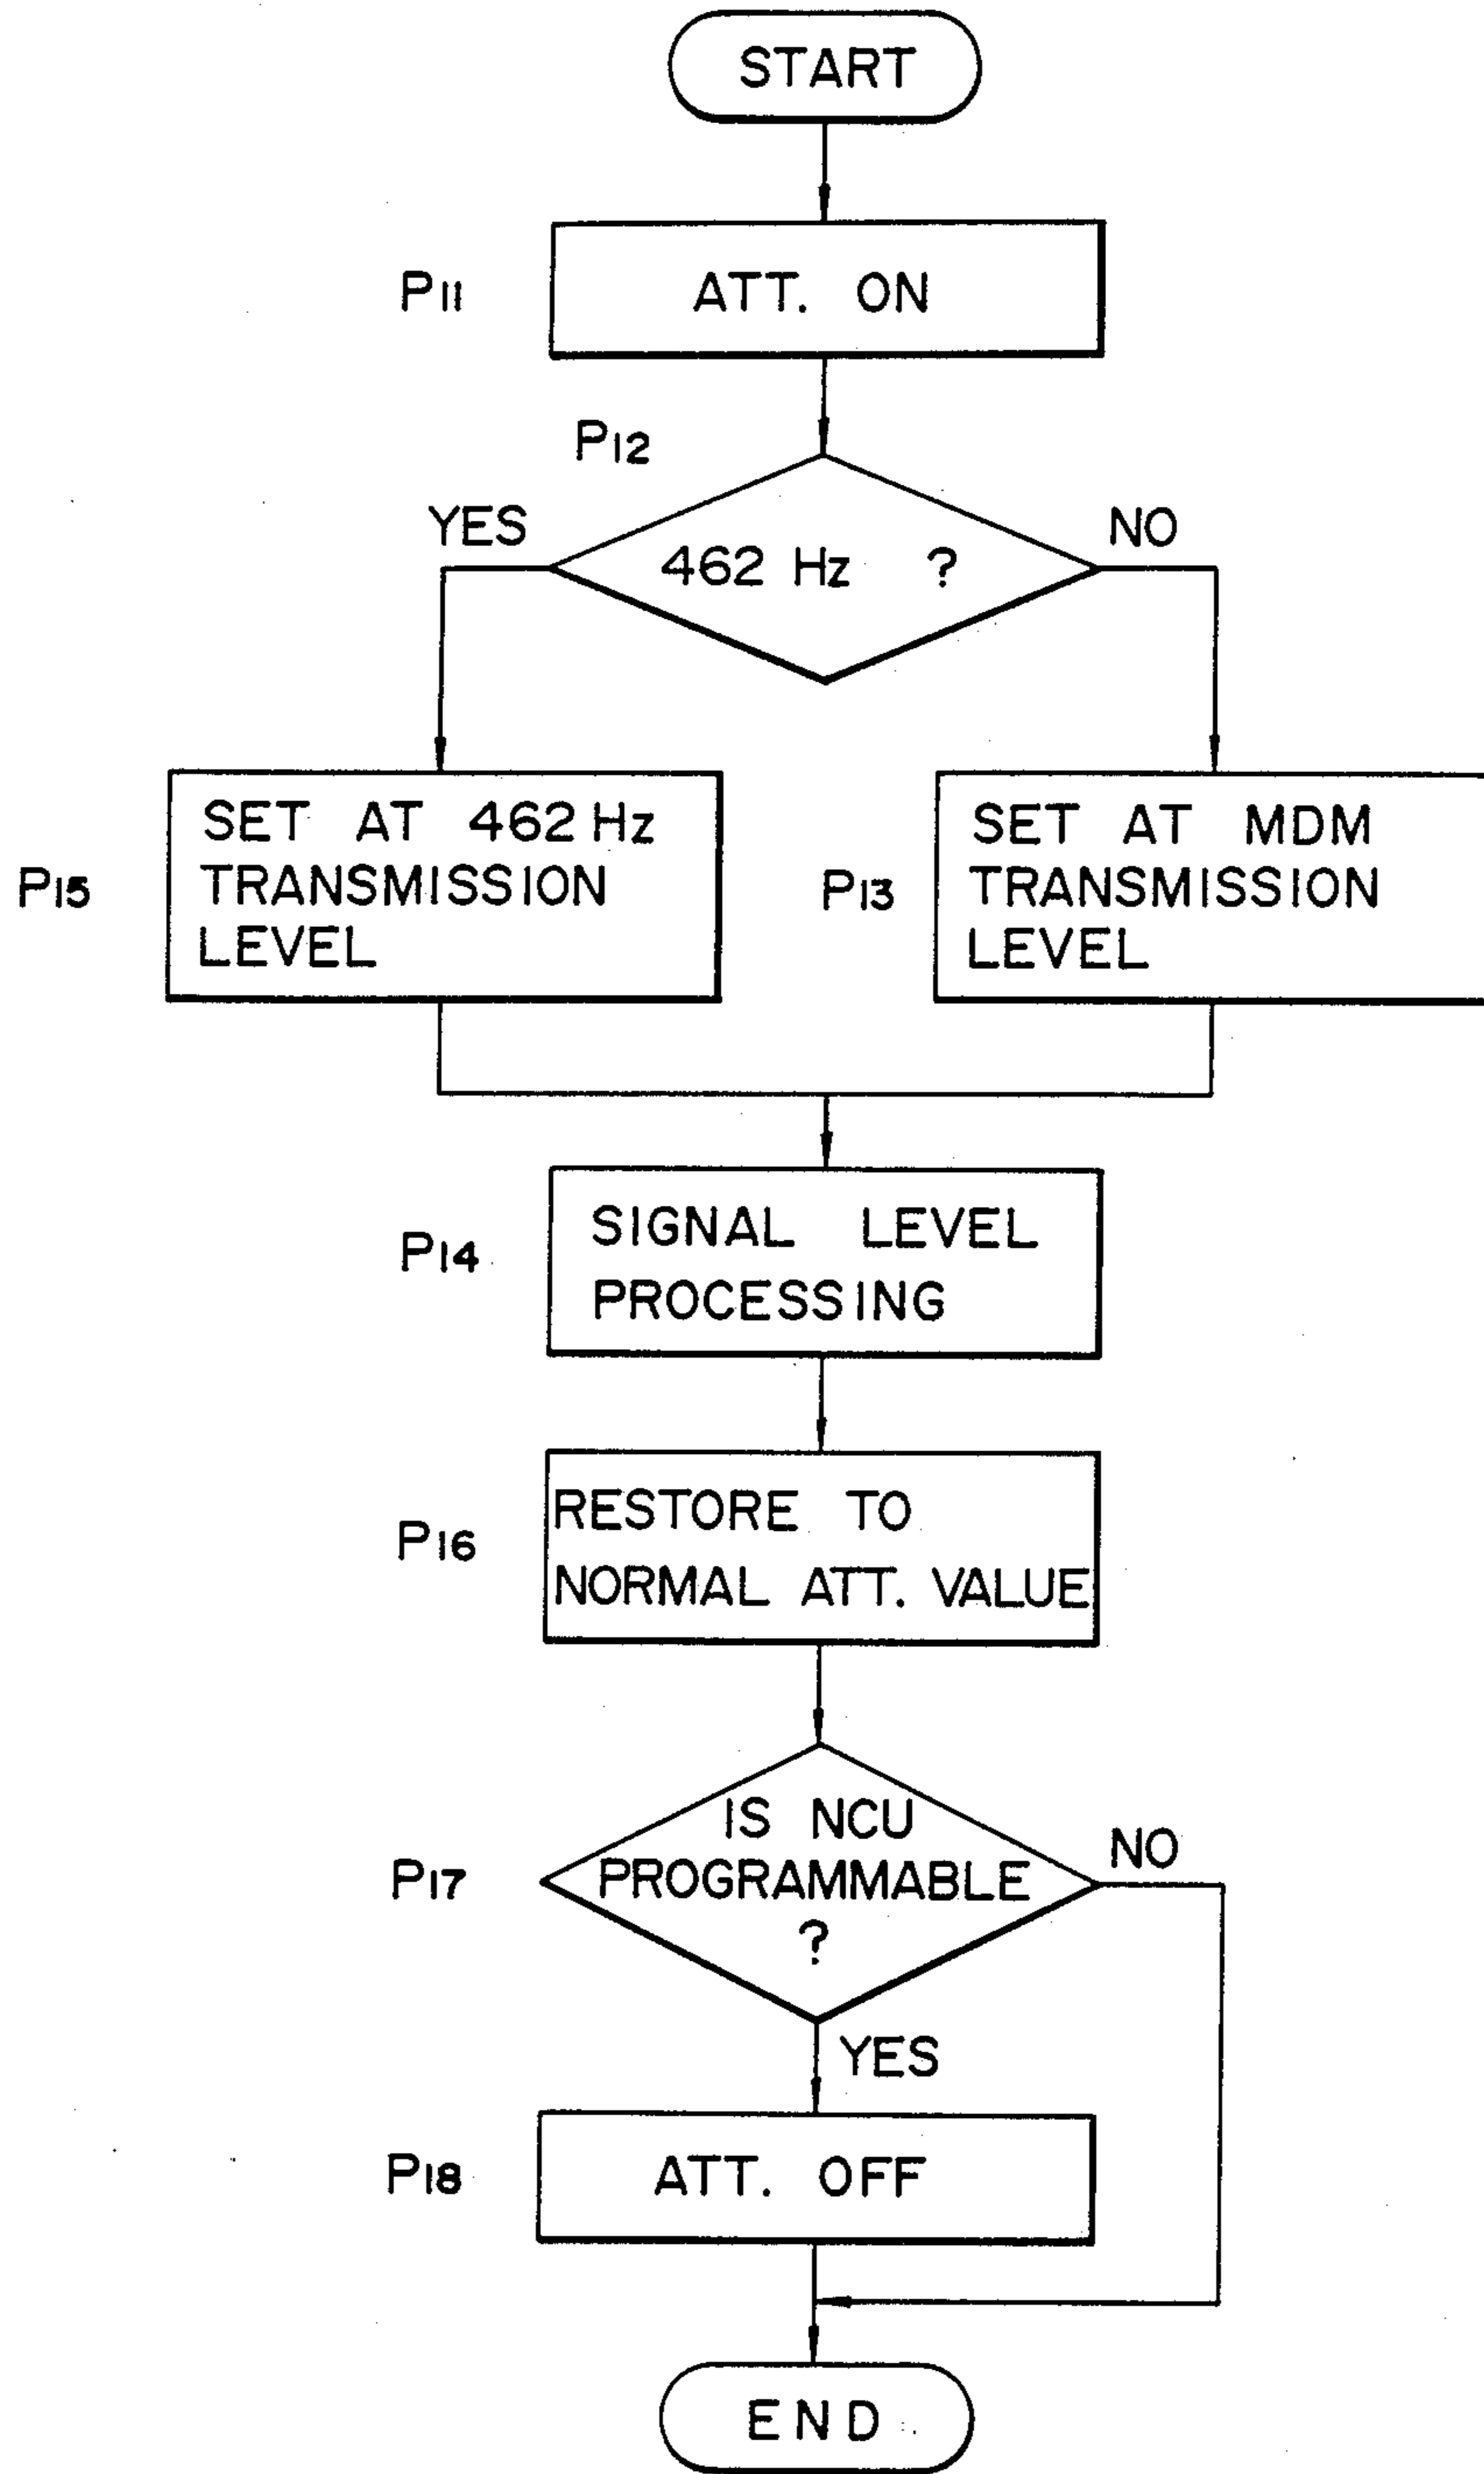 START
P11
ATT. ON
P12
YES
NO
462 Hz ?
P15
SET AT 462 Hz
TRANSMISSION
LEVEL
P13
SET AT MDM
TRANSMISSION
LEVEL
P14
SIGNAL LEVEL
PROCESSING
P16
RESTORE TO
NORMAL ATT. VALUE
P17
IS NCU
PROGRAMMABLE
?
NO
YES
P18
ATT. OFF
END